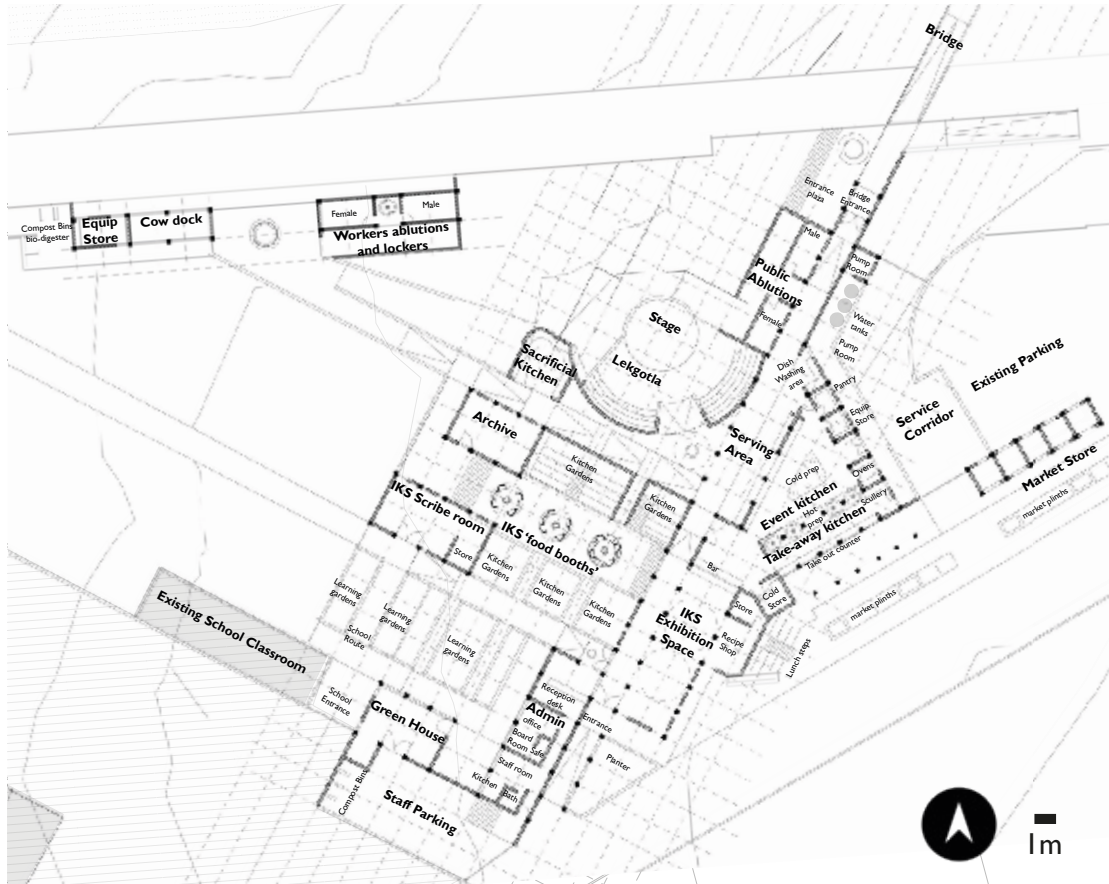 Bridge
Entrance
plaza
Bridge
Entrance
Compost Bins
bio-digester
Equip
Store
Cow dock
Female
Male
Workers ablutions
and lockers
Male
Public
Ablutions
Female
Pump
Room
Water
tanks
Pump
Room
Stage
Lekgotla
Sacrificial
Kitchen
Dish
Washing
area
Pantry
Equip
Store
Existing Parking
Service
Corridor
Archive
Serving
Area
Kitchen
Gardens
Kitchen
Gardens
Cold prep
Ovens
Scullery
Event kitchen
Hot
prep
Take-away kitchen
Take out counter
Market Store
market plinths
market plinths
IKS Scribe room
Store
IKS 'food booths'
Kitchen
Gardens
Kitchen
Gardens
Kitchen
Gardens
Bar
Store
Cold
Store
IKS
Exhibition
Space
Recipe
Shop
Lunch steps
Learning
gardens
Learning
gardens
Learning
gardens
School
Route
Existing School Classroom
School
Entrance
Green House
Reception
desk
Admin
office
Board
Room
Safe
Entrance
Staff room
Planter
Kitchen
Bath
Compost Bins
Staff Parking
1m